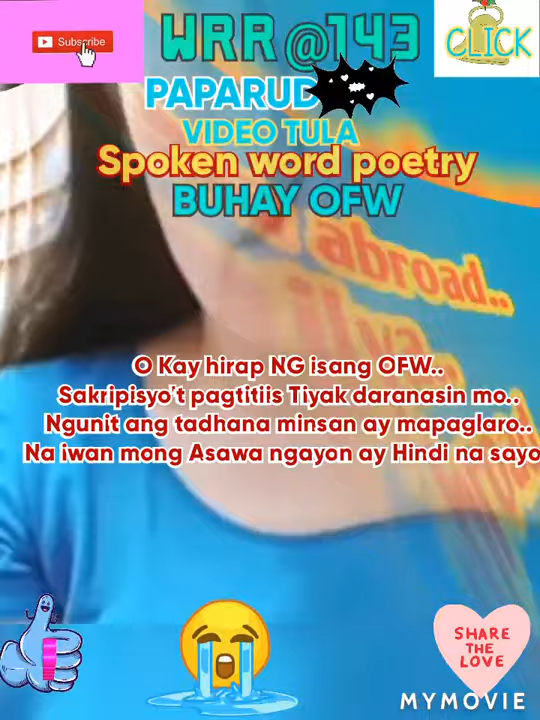 Subscribe
WRR @143
CLICK
PAPARUD
VIDEO TULA
Spoken word poetry
BUHAY OFW
abroad..
O Kay hirap NG isang OFW..
Sakripisyo't pagtitiis Tiyak daranasin mo..
Ngunit ang tadhana minsan ay mapaglaro..
Na iwan mong Asawa ngayon ay Hindi na sayo
SHARE
THE
LOVE
MYMOVIE